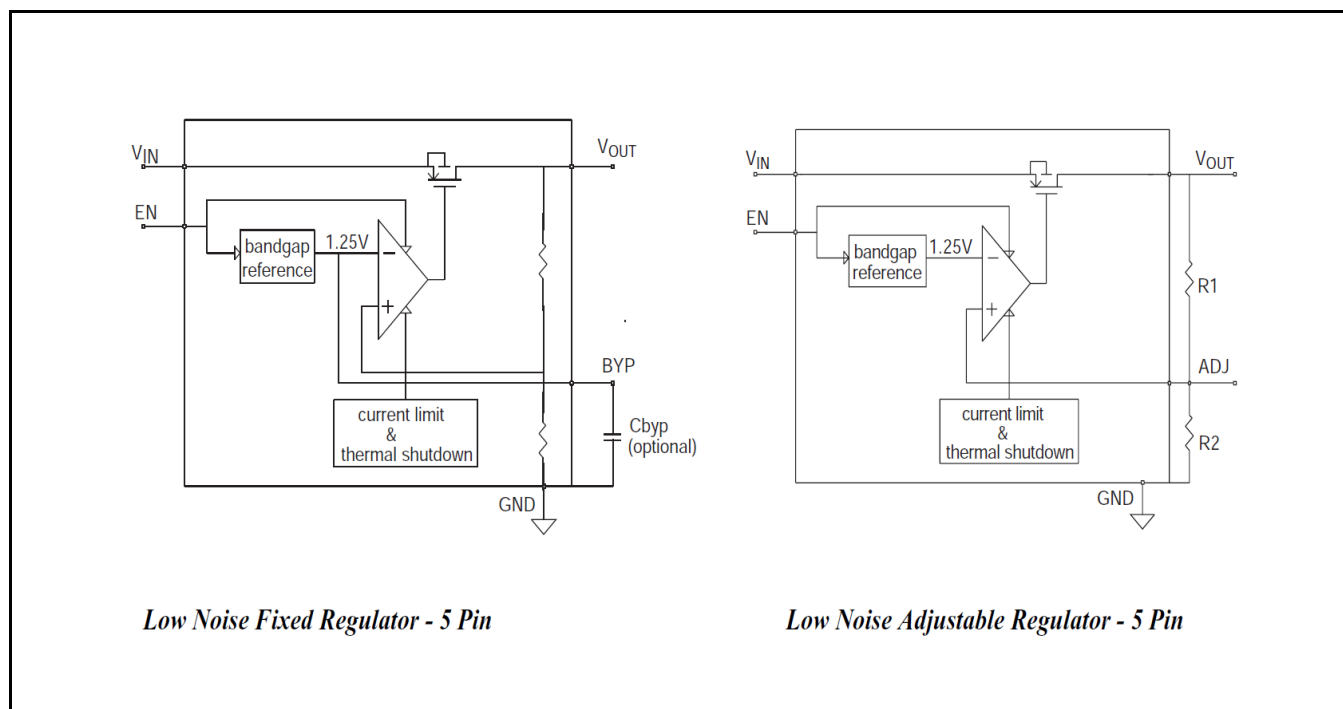 VIN
EN
bandgap
reference
1.25V
−
+
VOUT
BYP
Cbyp
(optional)
current limit
&
thermal shutdown
GND
Low Noise Fixed Regulator - 5 Pin
VIN
EN
bandgap
reference
1.25V
−
+
VOUT
R1
ADJ
R2
current limit
&
thermal shutdown
GND
Low Noise Adjustable Regulator - 5 Pin